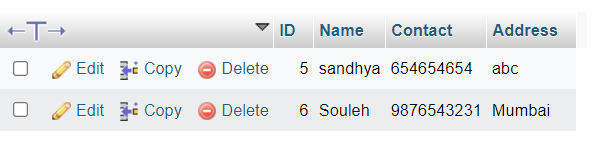 ID Name Contact Address
Edit Copy Delete 5 sandhya 654654654 abc
Edit Copy Delete 6 Souleh 9876543231 Mumbai